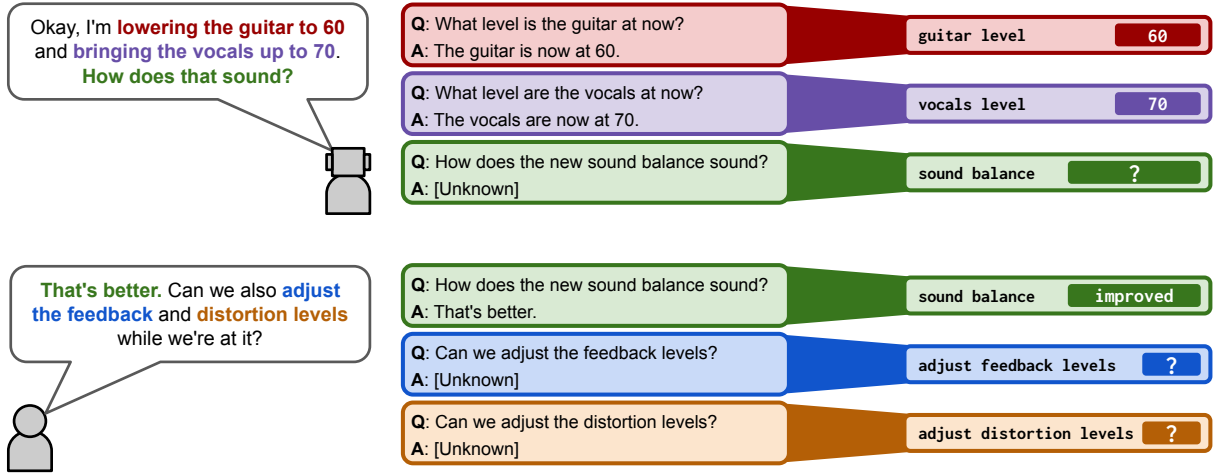 Okay, I'm lowering the guitar to 60
and bringing the vocals up to 70.
How does that sound?
Q: What level is the guitar at now?
A: The guitar is now at 60.
guitar level 60
Q: What level are the vocals at now?
A: The vocals are now at 70.
vocals level 70
Q: How does the new sound balance sound?
A: [Unknown]
sound balance ?
That's better. Can we also adjust
the feedback and distortion levels
while we're at it?
Q: How does the new sound balance sound?
A: That's better.
sound balance improved
Q: Can we adjust the feedback levels?
A: [Unknown]
adjust feedback levels ?
Q: Can we adjust the distortion levels?
A: [Unknown]
adjust distortion levels ?